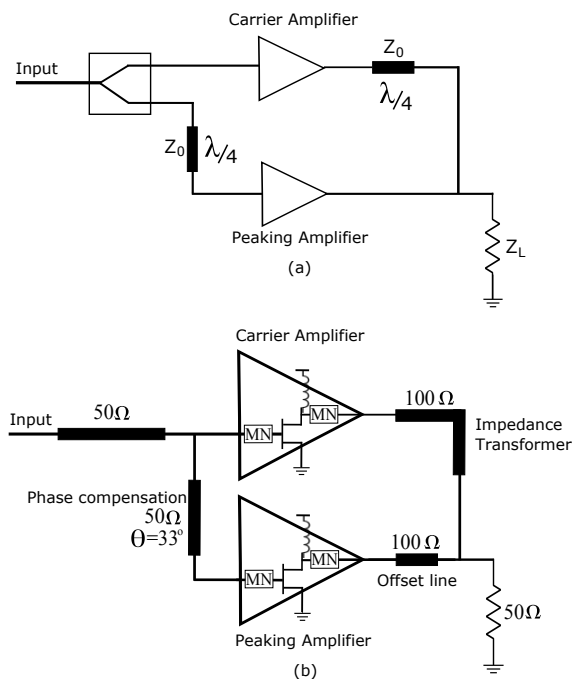 Carrier Amplifier
Input
Z₀
λ/4
Z₀ λ/4
Peaking Amplifier
Z_L
(a)
Carrier Amplifier
Input
50Ω
MN
MN
100 Ω
Impedance
Transformer
Phase compensation
50Ω
Θ=33°
MN
MN
100 Ω
Offset line
50Ω
Peaking Amplifier
(b)